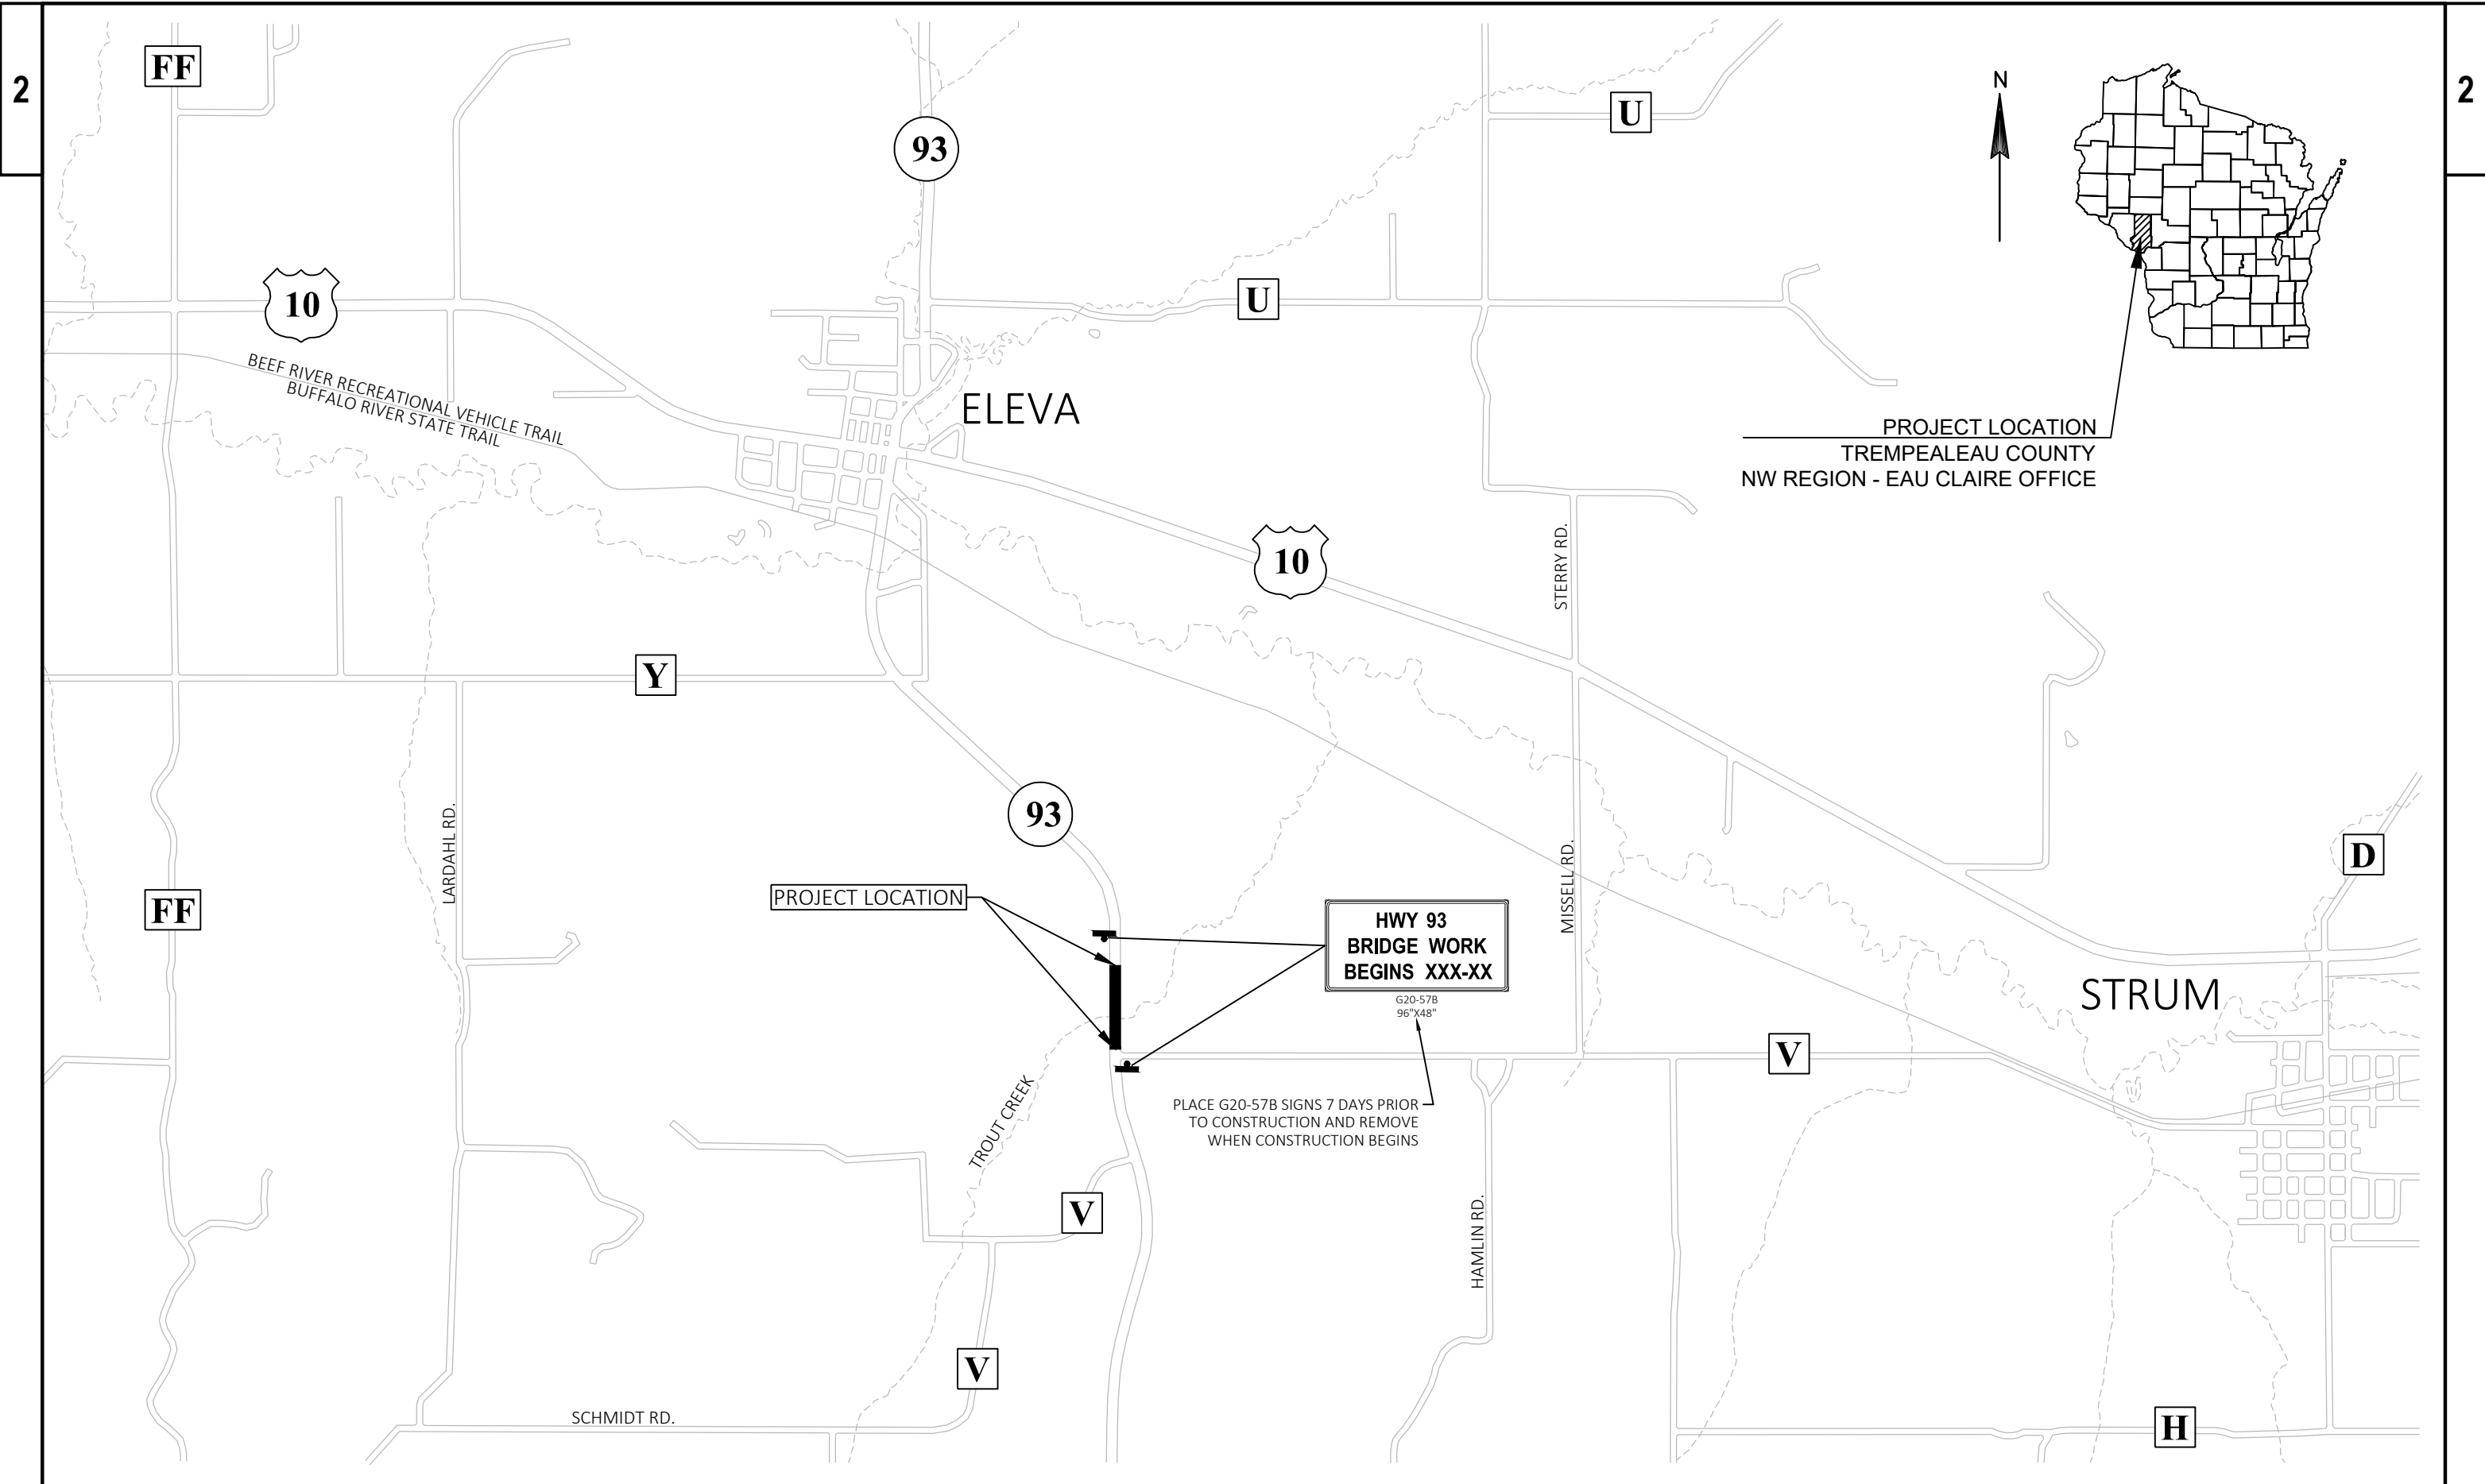 2
2
FF
93
U
N
10
U
BEEF RIVER RECREATIONAL VEHICLE TRAIL
BUFFALO RIVER STATE TRAIL
ELEVA
PROJECT LOCATION
TREMPEALEAU COUNTY
NW REGION - EAU CLAIRE OFFICE
10
STERRY RD.
Y
93
LARDAHL RD.
MISSELL RD.
D
FF
PROJECT LOCATION
HWY 93
BRIDGE WORK
BEGINS XXX-XX
G20-57B
96"X48"
STRUM
V
PLACE G20-57B SIGNS 7 DAYS PRIOR
TO CONSTRUCTION AND REMOVE
WHEN CONSTRUCTION BEGINS
TROUT CREEK
V
HAMLIN RD.
V
SCHMIDT RD.
H